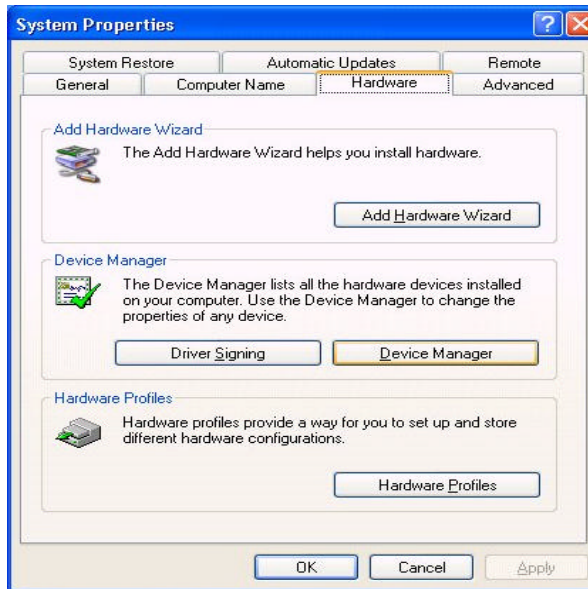 System Properties
System Restore Automatic Updates Remote
General Computer Name Hardware Advanced
Add Hardware Wizard
The Add Hardware Wizard helps you install hardware.
Add Hardware Wizard
Device Manager
The Device Manager lists all the hardware devices installed
on your computer. Use the Device Manager to change the
properties of any device.
Driver Signing Device Manager
Hardware Profiles
Hardware profiles provide a way for you to set up and store
different hardware configurations.
Hardware Profiles
OK Cancel Apply